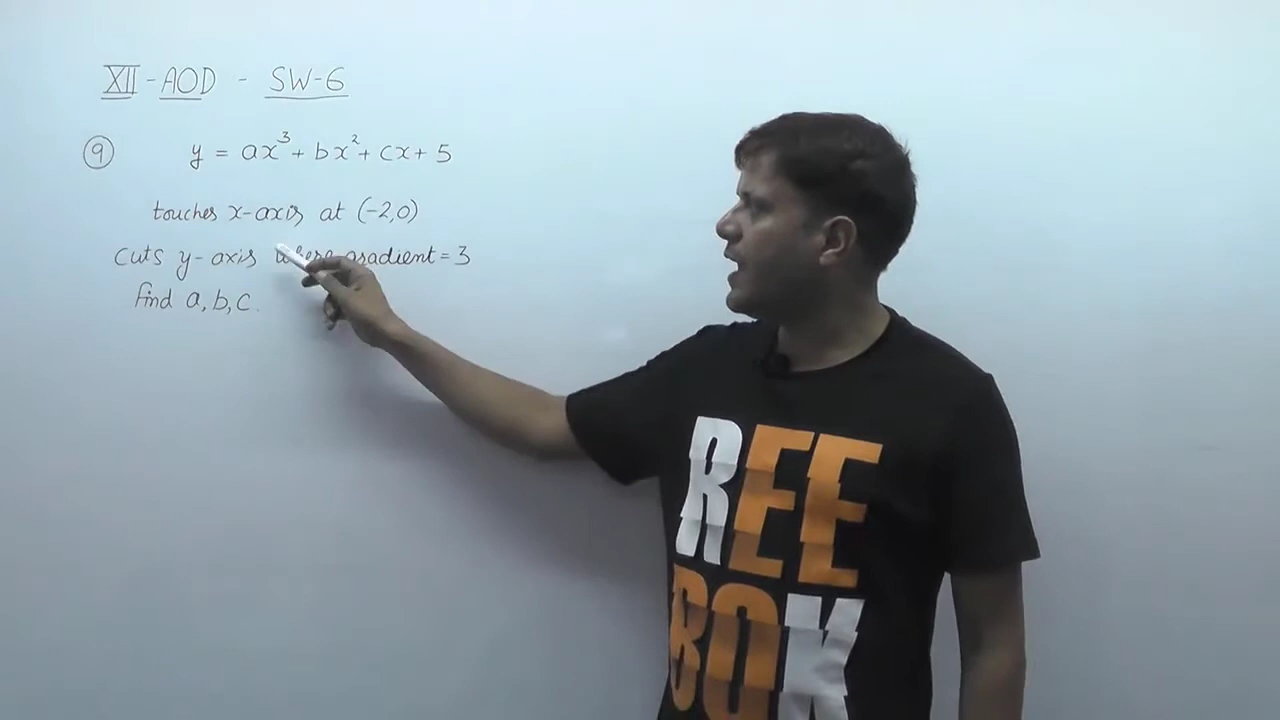 XII - AOD - SW-6
9 y = ax³ + bx² + cx + 5
touches x-axis at (-2,0)
cuts y-axis where gradient = 3
find a, b, c.
REE
BOK